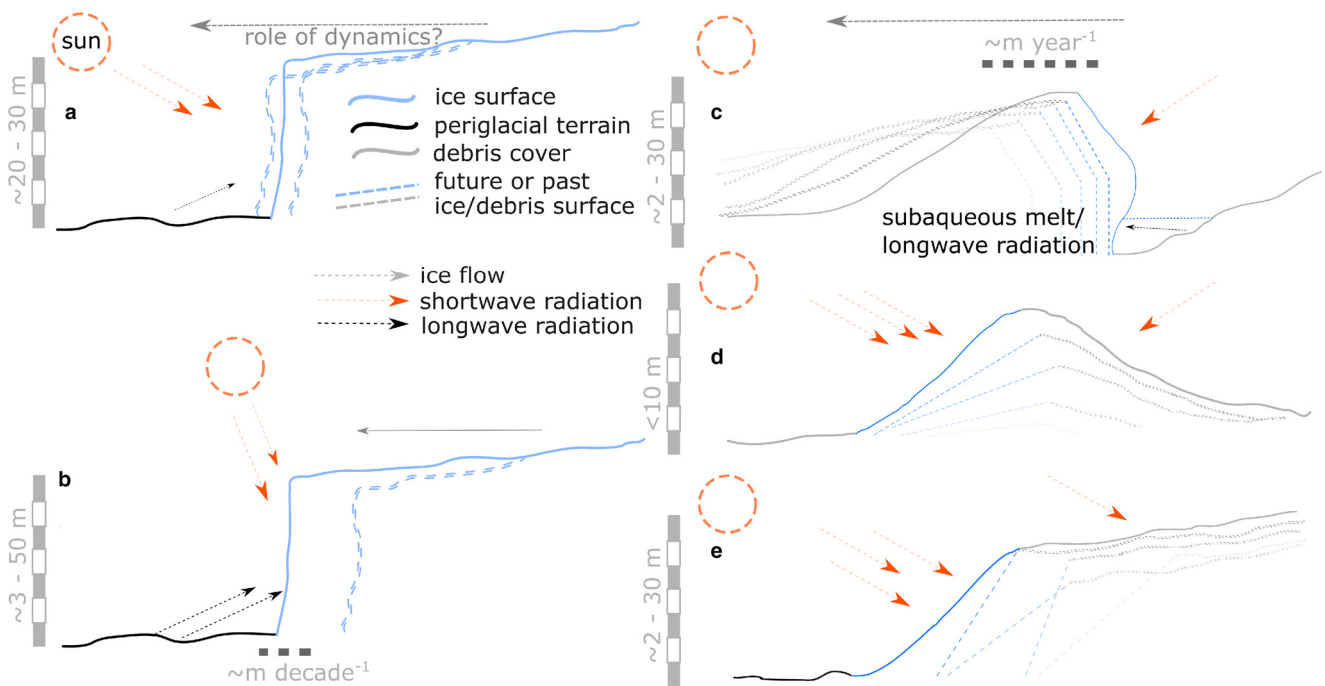 sun
role of dynamics?
a
~20 - 30 m
ice surface
periglacial terrain
debris cover
future or past
ice/debris surface
ice flow
shortwave radiation
longwave radiation
b
~3 - 50 m
~m decade⁻¹
~m year⁻¹
c
~2 - 30 m
subaqueous melt/
longwave radiation
d
<10 m
e
~2 - 30 m